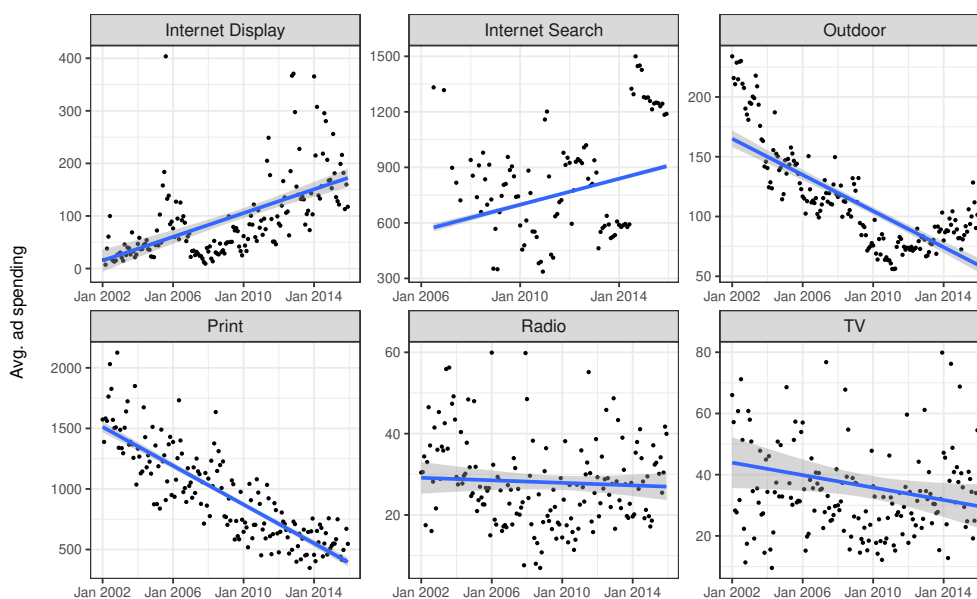 Internet Display
Internet Search
Outdoor
400
300
200
100
0
Jan 2002
Jan 2006
Jan 2010
Jan 2014
1500
1200
900
600
300
Jan 2006
Jan 2010
Jan 2014
200
150
100
50
Jan 2002
Jan 2006
Jan 2010
Jan 2014
Avg. ad spending
Print
Radio
TV
2000
1500
1000
500
Jan 2002
Jan 2006
Jan 2010
Jan 2014
60
40
20
Jan 2002
Jan 2006
Jan 2010
Jan 2014
80
60
40
20
Jan 2002
Jan 2006
Jan 2010
Jan 2014